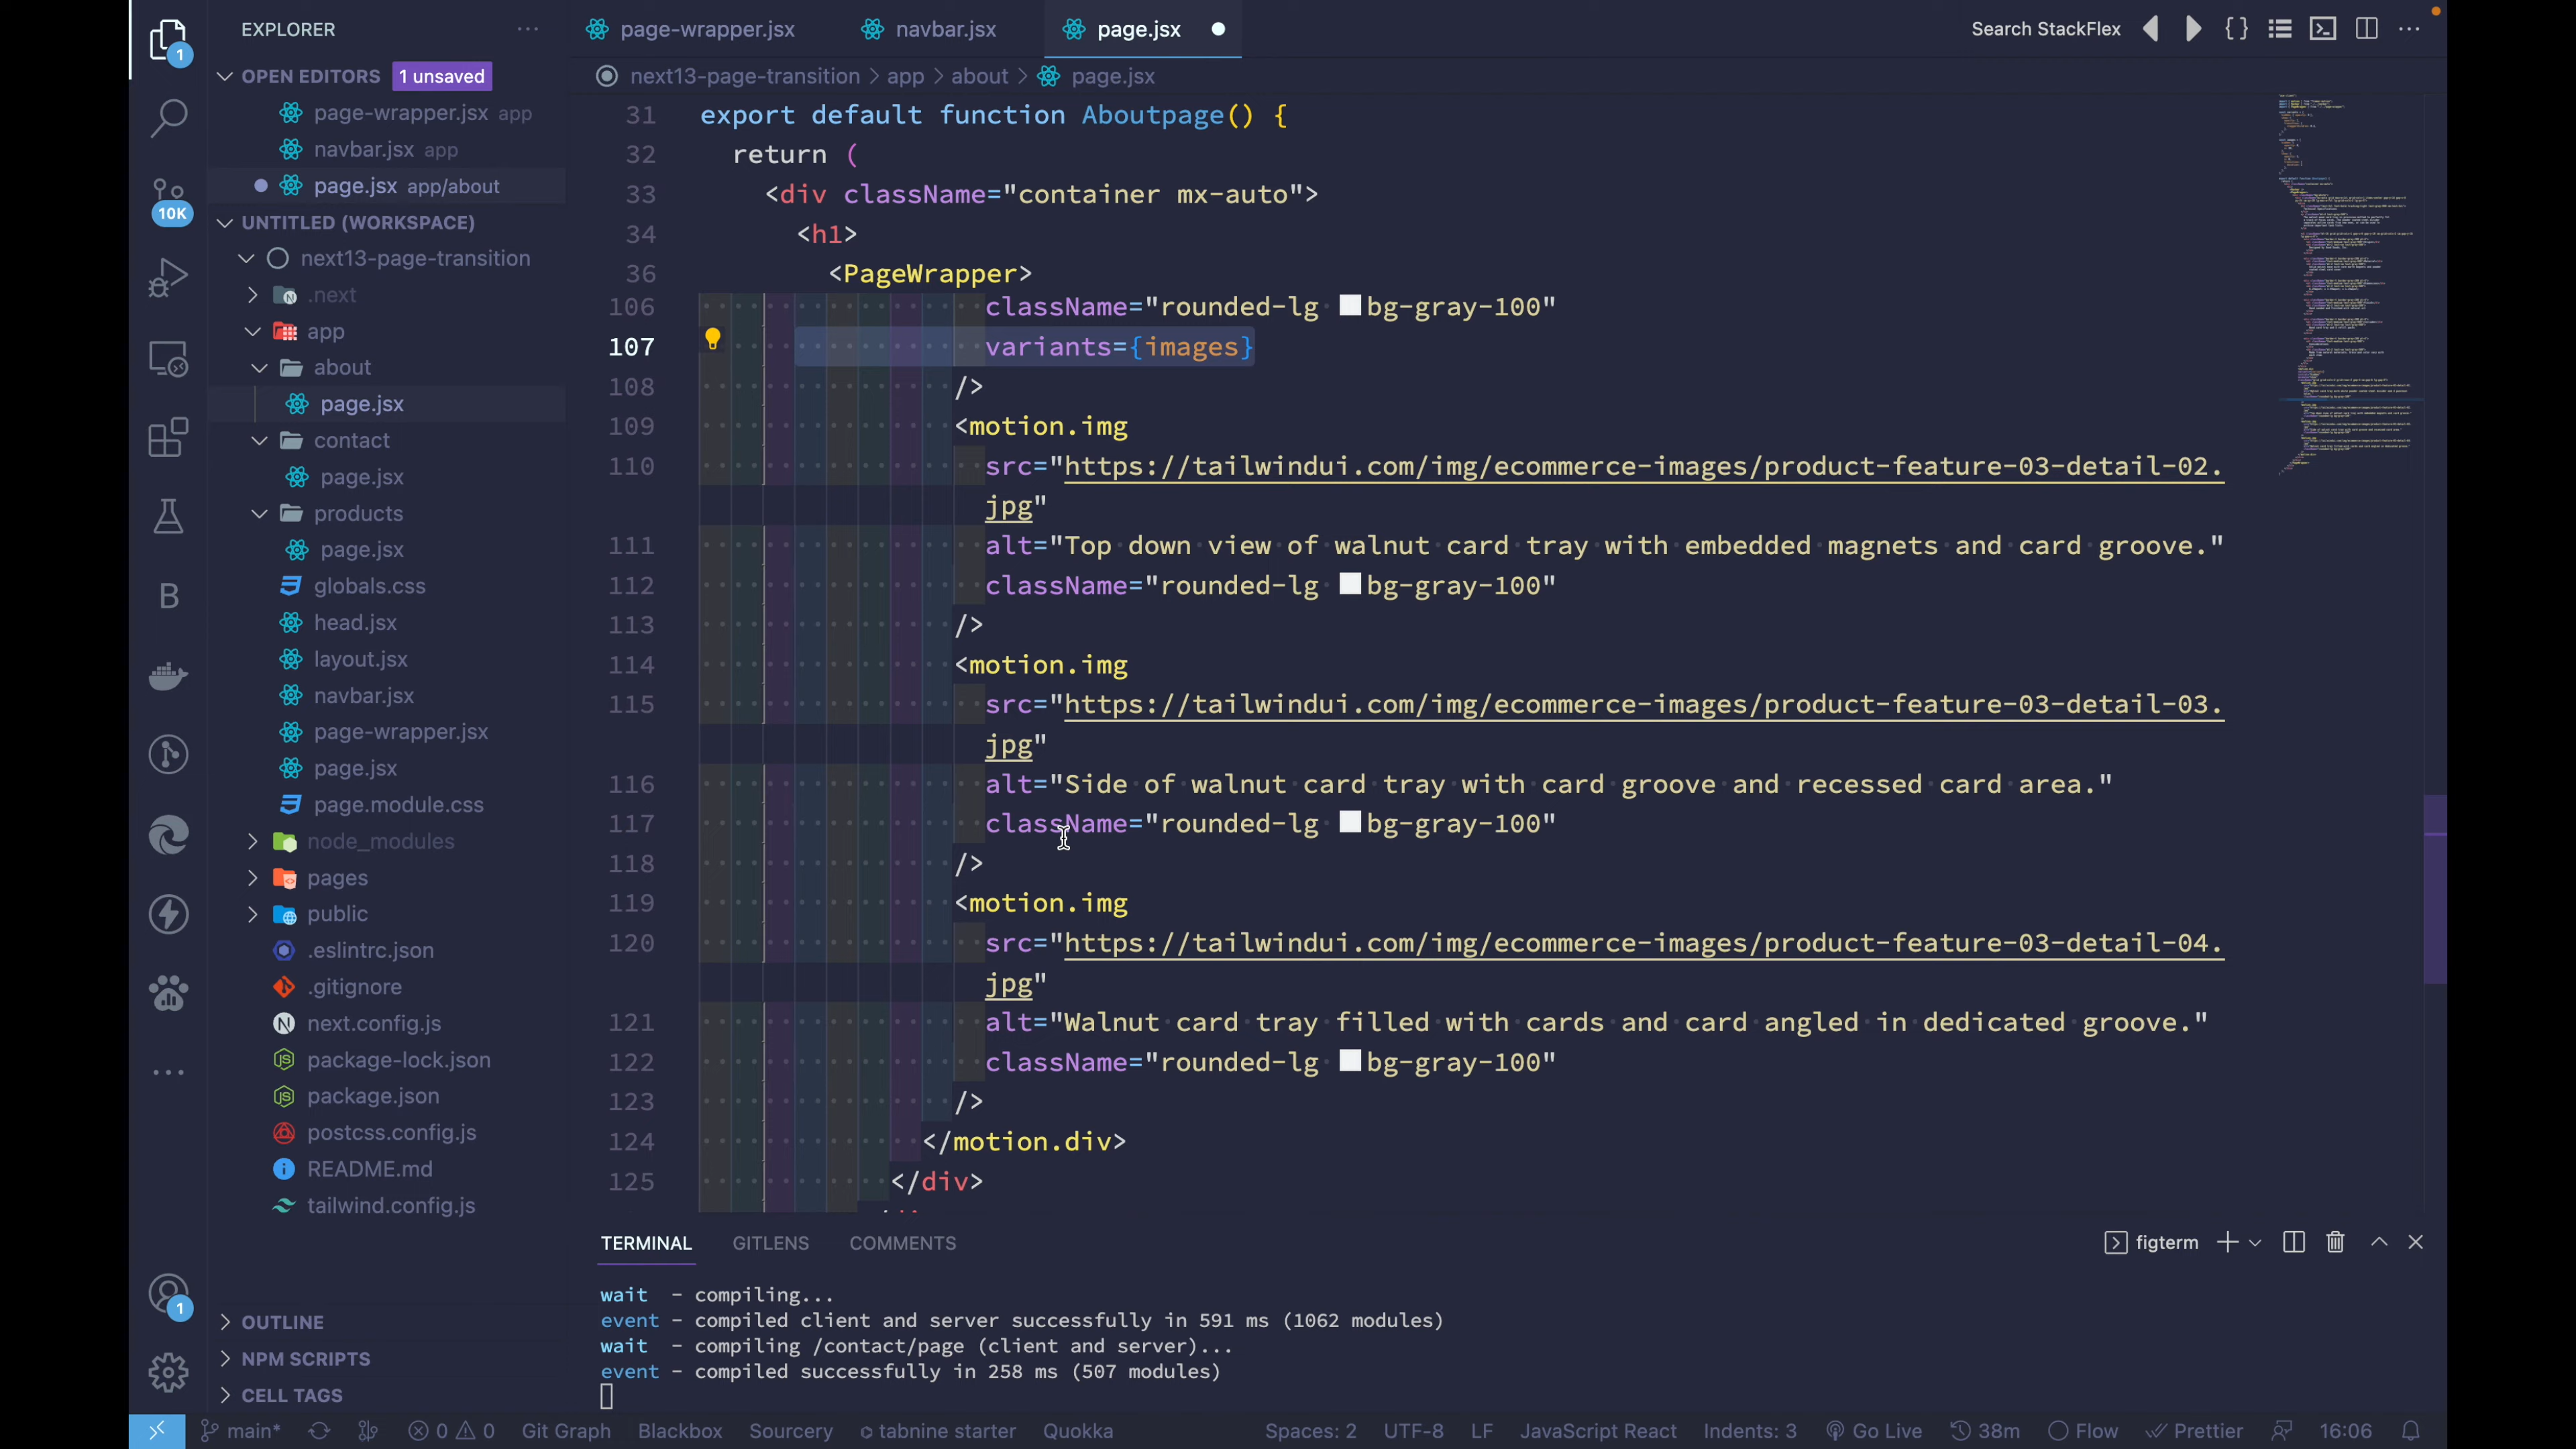 EXPLORER
page-wrapper.jsx
navbar.jsx
page.jsx
Search StackFlex
OPEN EDITORS
1 unsaved
next13-page-transition > app > about > page.jsx
page-wrapper.jsx app
navbar.jsx app
page.jsx app/about
UNTITLED (WORKSPACE)
next13-page-transition
.next
app
about
page.jsx
contact
page.jsx
products
page.jsx
globals.css
head.jsx
layout.jsx
navbar.jsx
page-wrapper.jsx
page.jsx
page.module.css
node_modules
pages
public
.eslintrc.json
.gitignore
next.config.js
package-lock.json
package.json
postcss.config.js
README.md
tailwind.config.js
OUTLINE
NPM SCRIPTS
CELL TAGS
1
10K
B
1
31 export default function Aboutpage() {
32 return (
33 <div className="container mx-auto">
34 <h1>
36 <PageWrapper>
106 className="rounded-lg bg-gray-100"
107 variants={images}
108 />
109 <motion.img
110 src="https://tailwindui.com/img/ecommerce-images/product-feature-03-detail-02.
jpg"
111 alt="Top down view of walnut card tray with embedded magnets and card groove."
112 className="rounded-lg bg-gray-100"
113 />
114 <motion.img
115 src="https://tailwindui.com/img/ecommerce-images/product-feature-03-detail-03.
jpg"
116 alt="Side of walnut card tray with card groove and recessed card area."
117 className="rounded-lg bg-gray-100"
118 />
119 <motion.img
120 src="https://tailwindui.com/img/ecommerce-images/product-feature-03-detail-04.
jpg"
121 alt="Walnut card tray filled with cards and card angled in dedicated groove."
122 className="rounded-lg bg-gray-100"
123 />
124 </motion.div>
125 </div>
TERMINAL GITLENS COMMENTS
figterm
wait - compiling...
event - compiled client and server successfully in 591 ms (1062 modules)
wait - compiling /contact/page (client and server)...
event - compiled successfully in 258 ms (507 modules)
main* 0 0 Git Graph Blackbox Sourcery tabnine starter Quokka Spaces: 2 UTF-8 LF JavaScript React Indents: 3 Go Live 38m Flow Prettier 16:06